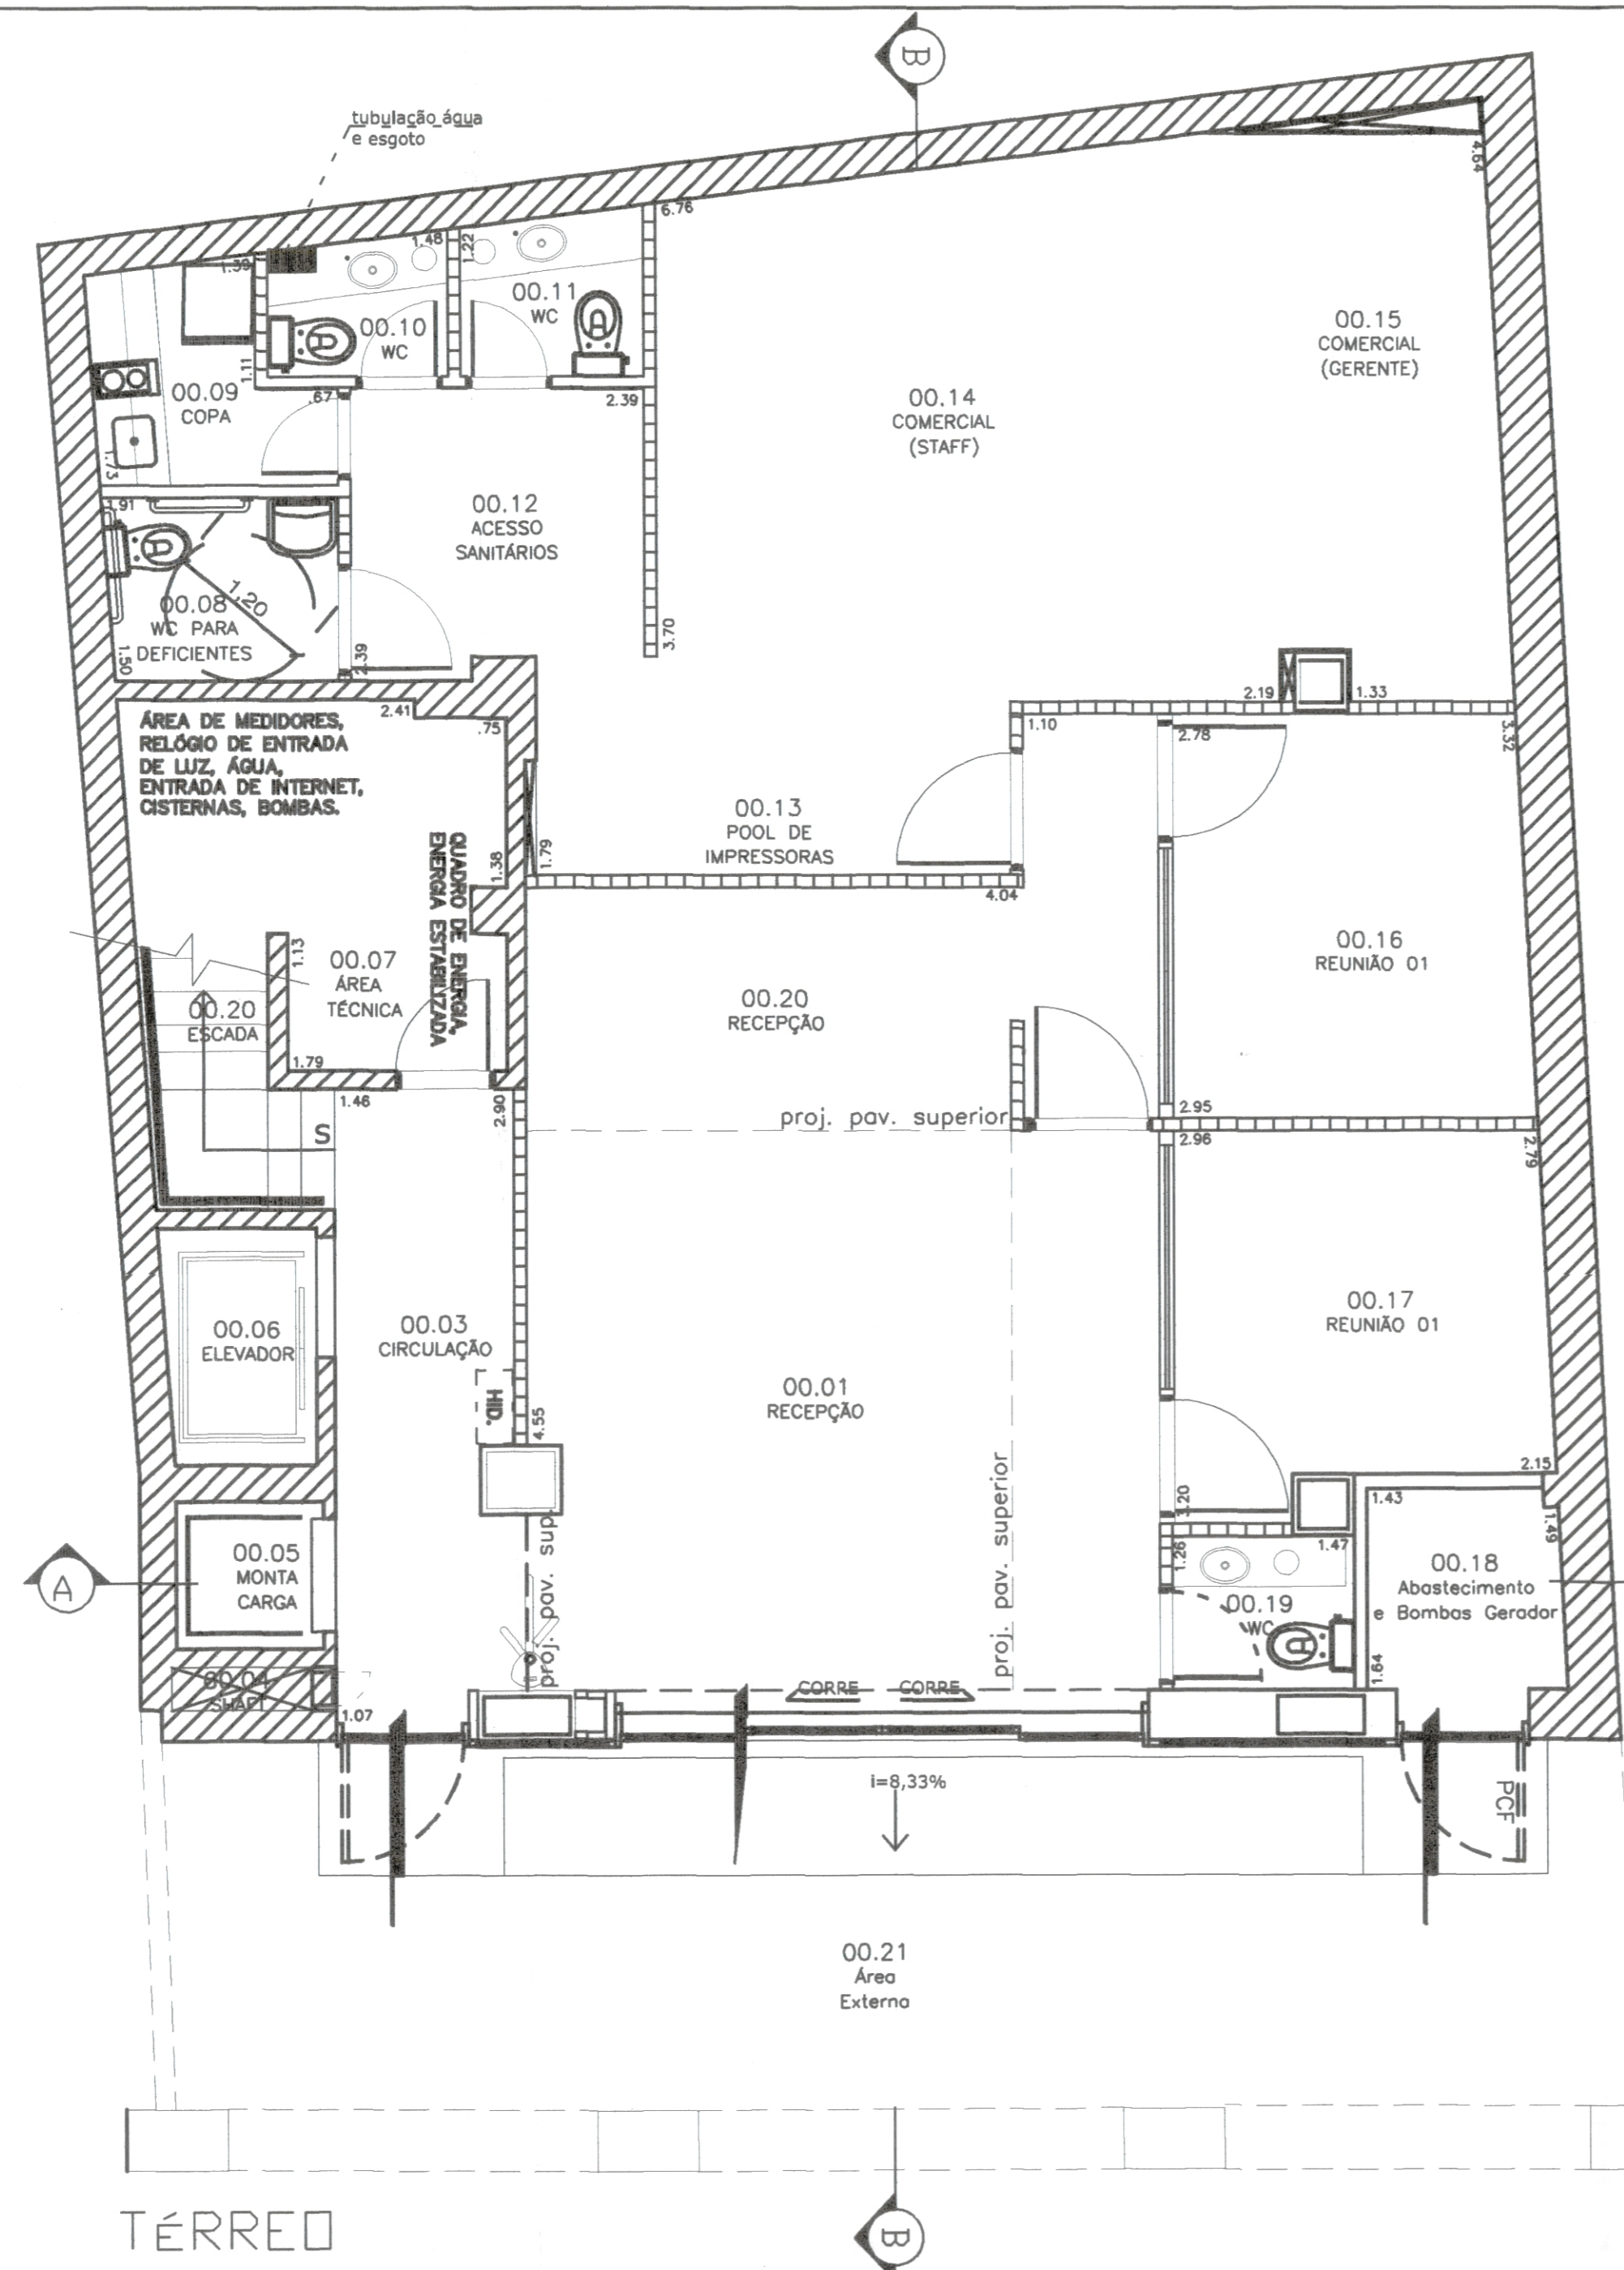 B
tubulação água
e esgoto
4.64
6.76
1.48
1.22
1.39
00.11
WC
00.10
WC
00.15
COMERCIAL
(GERENTE)
1.11
00.09
COPA
.67
2.39
00.14
COMERCIAL
(STAFF)
1.73
1.91
00.12
ACESSO
SANITÁRIOS
1,20
00.08
WC PARA
DEFICIENTES
1.50
2.39
3.70
2.41
.75
2.19
1.33
1.10
2.78
3.32
ÁREA DE MEDIDORES,
RELÓGIO DE ENTRADA
DE LUZ, ÁGUA,
ENTRADA DE INTERNET,
CISTERNAS, BOMBAS.
00.13
POOL DE
IMPRESSORAS
QUADRO DE ENERGIA,
ENERGIA ESTABILIZADA
1.38
1.79
4.04
1.13
00.07
ÁREA
TÉCNICA
00.16
REUNIÃO 01
00.20
ESCADA
00.20
RECEPÇÃO
1.79
1.46
2.90
proj. pav. superior
2.95
2.96
2.79
S
00.06
ELEVADOR
00.03
CIRCULAÇÃO
00.17
REUNIÃO 01
HID.
4.55
00.01
RECEPÇÃO
2.15
1.43
1.49
3.20
proj. pav. superior
proj. pav. sup.
A
00.05
MONTA
CARGA
1.26
1.47
00.18
Abastecimento
e Bombas Gerador
00.19
WC
1.64
00.04
SHAFT
1.07
CORRE
CORRE
i=8,33%
PCF
00.21
Área
Externa
TÉRREO
B